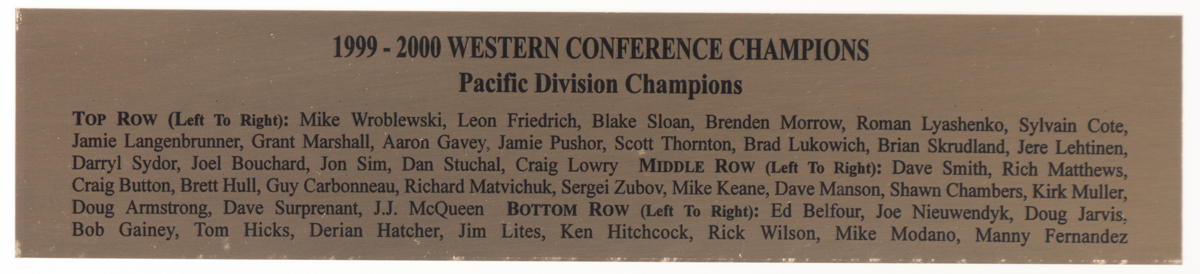 1999 - 2000 WESTERN CONFERENCE CHAMPIONS
Pacific Division Champions
TOP ROW (Left To Right): Mike Wroblewski, Leon Friedrich, Blake Sloan, Brenden Morrow, Roman Lyashenko, Sylvain Cote,
Jamie Langenbrunner, Grant Marshall, Aaron Gavey, Jamie Pushor, Scott Thornton, Brad Lukowich, Brian Skrudland, Jere Lehtinen,
Darryl Sydor, Joel Bouchard, Jon Sim, Dan Stuchal, Craig Lowry MIDDLE ROW (Left To Right): Dave Smith, Rich Matthews,
Craig Button, Brett Hull, Guy Carbonneau, Richard Matvichuk, Sergei Zubov, Mike Keane, Dave Manson, Shawn Chambers, Kirk Muller,
Doug Armstrong, Dave Surprenant, J.J. McQueen BOTTOM ROW (Left To Right): Ed Belfour, Joe Nieuwendyk, Doug Jarvis,
Bob Gainey, Tom Hicks, Derian Hatcher, Jim Lites, Ken Hitchcock, Rick Wilson, Mike Modano, Manny Fernandez